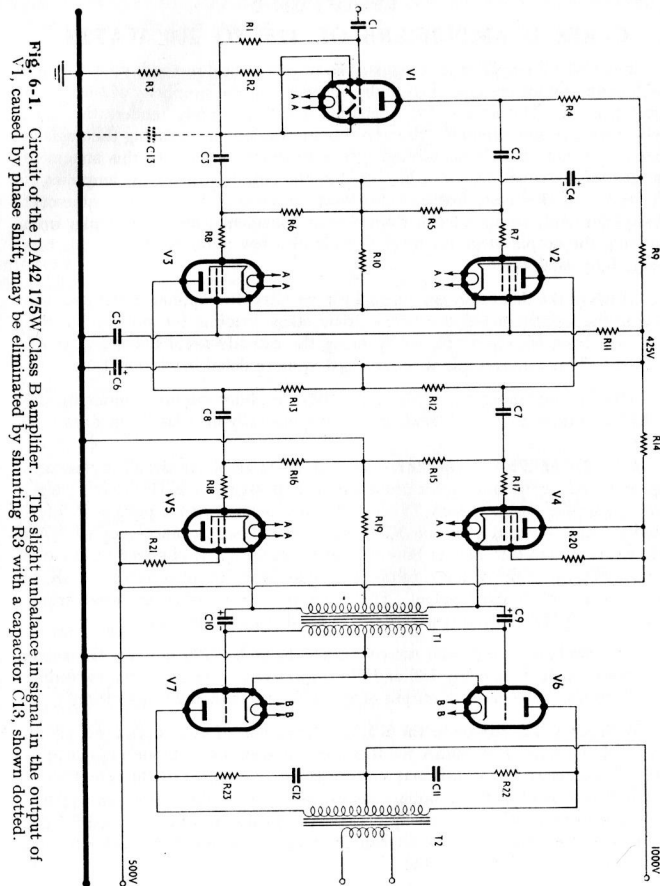 1000V
R9
425V
R14
R11
R4
C4
R20
V2
V4
V6
C2
R7
C7
R17
C9
R22
A
A
A
A
B
B
R5
R12
R15
T1
C11
T2
C1
V1
R10
R19
A
A
R6
R13
R16
C12
A
A
A
A
B
B
R1
R2
C3
R8
C8
R18
C10
R23
V3
V5
V7
R3
C13
R21
C5
C6
500V
Fig. 6-1. Circuit of the DA42 175W Class B amplifier. The slight unbalance in signal in the output of
V1, caused by phase shift, may be eliminated by shunting R3 with a capacitor C13, shown dotted.